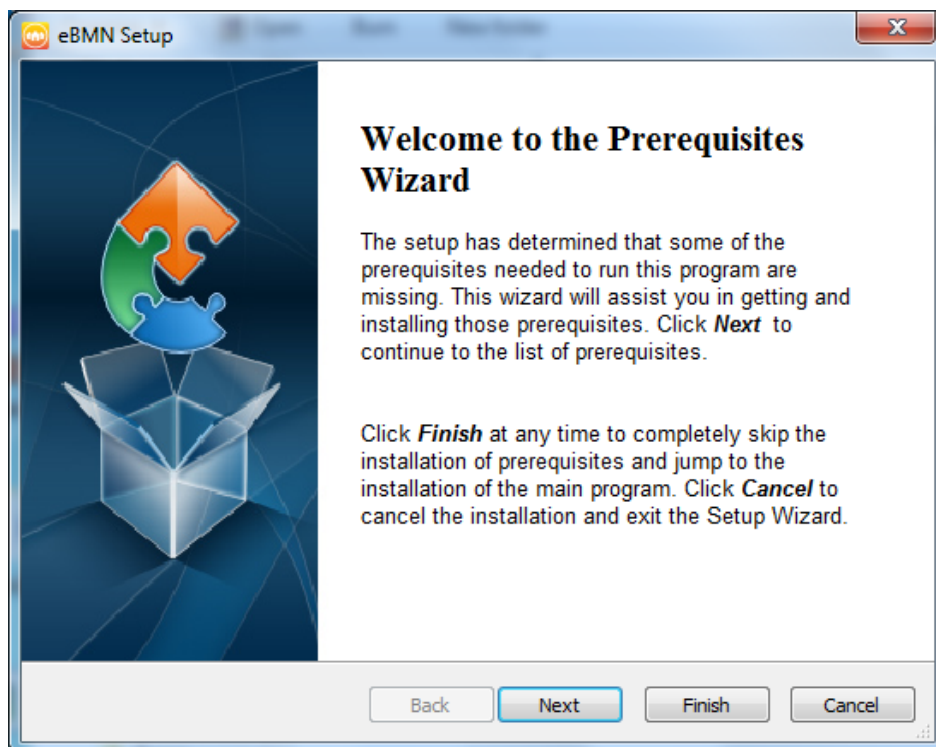 eBMN Setup
Open Burn New folder
Welcome to the Prerequisites
Wizard
The setup has determined that some of the
prerequisites needed to run this program are
missing. This wizard will assist you in getting and
installing those prerequisites. Click Next to
continue to the list of prerequisites.
Click Finish at any time to completely skip the
installation of prerequisites and jump to the
installation of the main program. Click Cancel to
cancel the installation and exit the Setup Wizard.
Back Next Finish Cancel